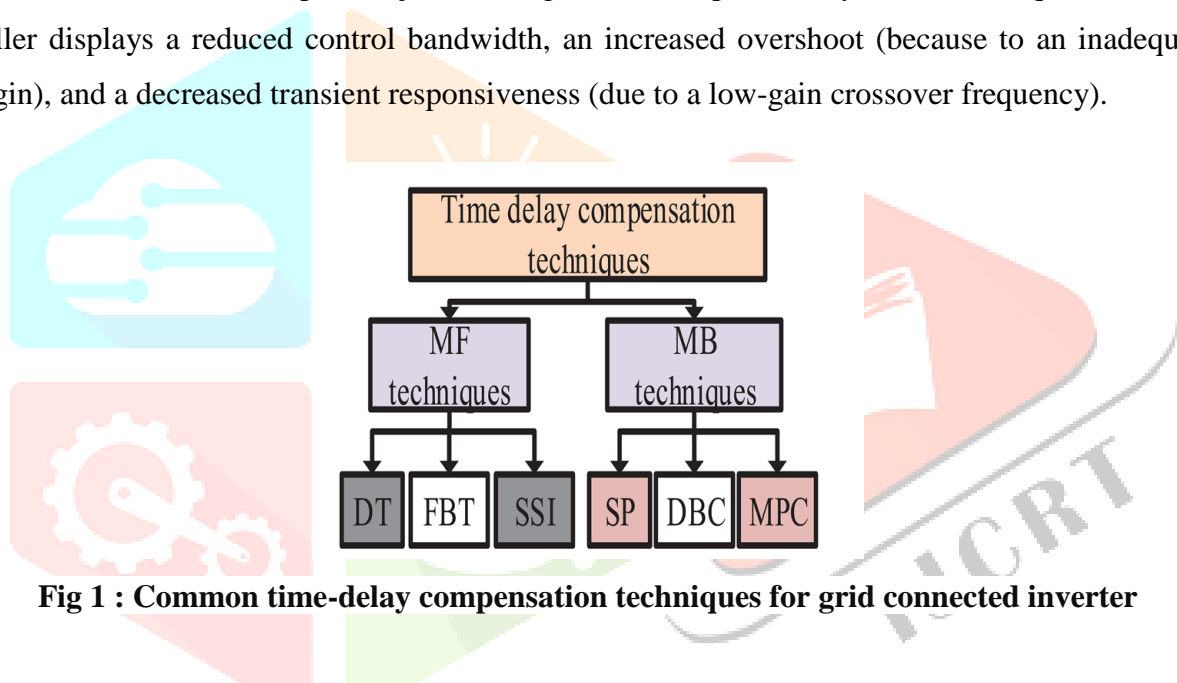 ller displays a reduced control bandwidth, an increased overshoot (because to an inadequ
gin), and a decreased transient responsiveness (due to a low-gain crossover frequency).
Time delay compensation
techniques
MF
techniques
MB
techniques
DT FBT SSI SP DBC MPC
Fig 1 : Common time-delay compensation techniques for grid connected inverter
IJCRT